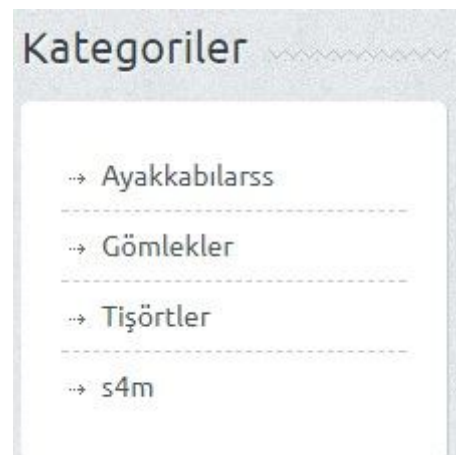 Kategoriler
Ayakkabılarss
Gömlekler
Tişörtler
s4m